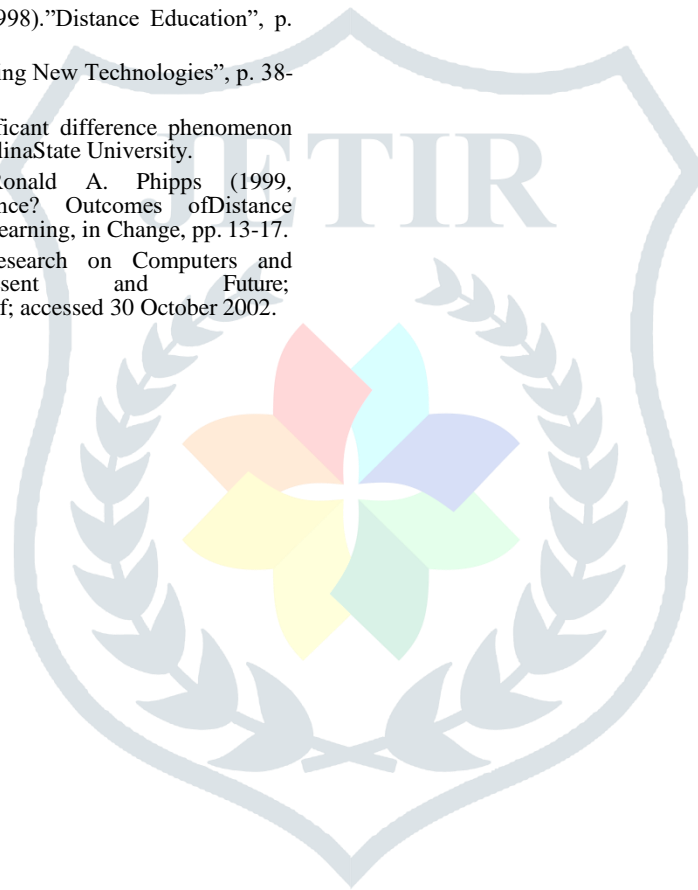 998).”Distance Education”, p.
ing New Technologies”, p. 38-
ficant difference phenomenon
linaState University.
Ronald A. Phipps (1999,
nce? Outcomes ofDistance
earning, in Change, pp. 13-17.
esearch on Computers and
sent and Future;
f; accessed 30 October 2002.
JETIR